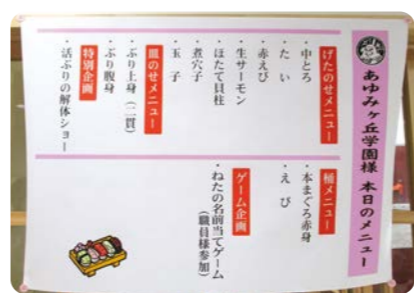 あゆみヶ丘学園様 本日のメニュー
げたのせメニュー
・中とろ
・たい
・赤えび
・生サーモン
・ほたて貝柱
・煮穴子
・玉子
皿のせメニュー
・ぶり上身(二貫)
・ぶり腹身
特別企画
・活ぶりの解体ショー
桶メニュー
・本まぐろ赤身
・えび
ゲーム企画
・ねたの名前当てゲーム
(職員様参加)